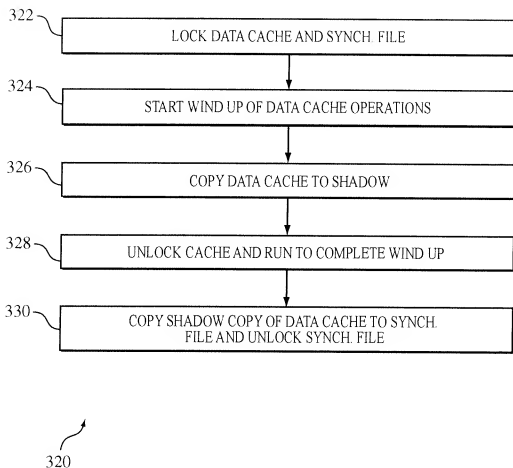 322
LOCK DATA CACHE AND SYNCH. FILE
324
START WIND UP OF DATA CACHE OPERATIONS
326
COPY DATA CACHE TO SHADOW
328
UNLOCK CACHE AND RUN TO COMPLETE WIND UP
330
COPY SHADOW COPY OF DATA CACHE TO SYNCH.
FILE AND UNLOCK SYNCH. FILE
320